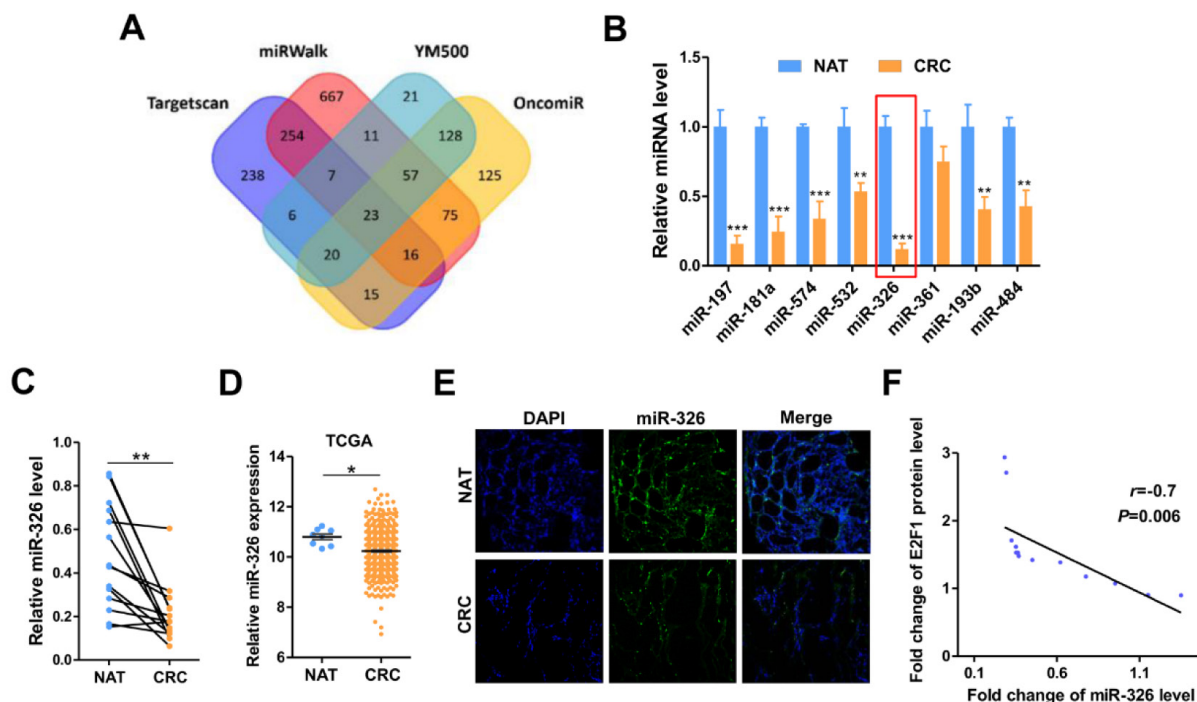 A
miRWalk YM500
Targetscan OncomiR
667 21
254 11 128
238 7 57 125
6 23 75
20 16
15
B
NAT CRC
Relative miRNA level
1.5
1.0
0.5
0.0
*** *** *** ** *** ** **
miR-197 miR-181a miR-574 miR-532 miR-326 miR-361 miR-193b miR-484
C
Relative miR-326 level
1.0
0.8
0.6
0.4
0.2
0.0
**
NAT CRC
D
TCGA
Relative miR-326 expression
14
12
10
8
6
*
NAT CRC
E
DAPI miR-326 Merge
NAT
CRC
F
Fold change of E2F1 protein level
3
2
1
0
r=-0.7
P=0.006
0.1 0.6 1.1
Fold change of miR-326 level